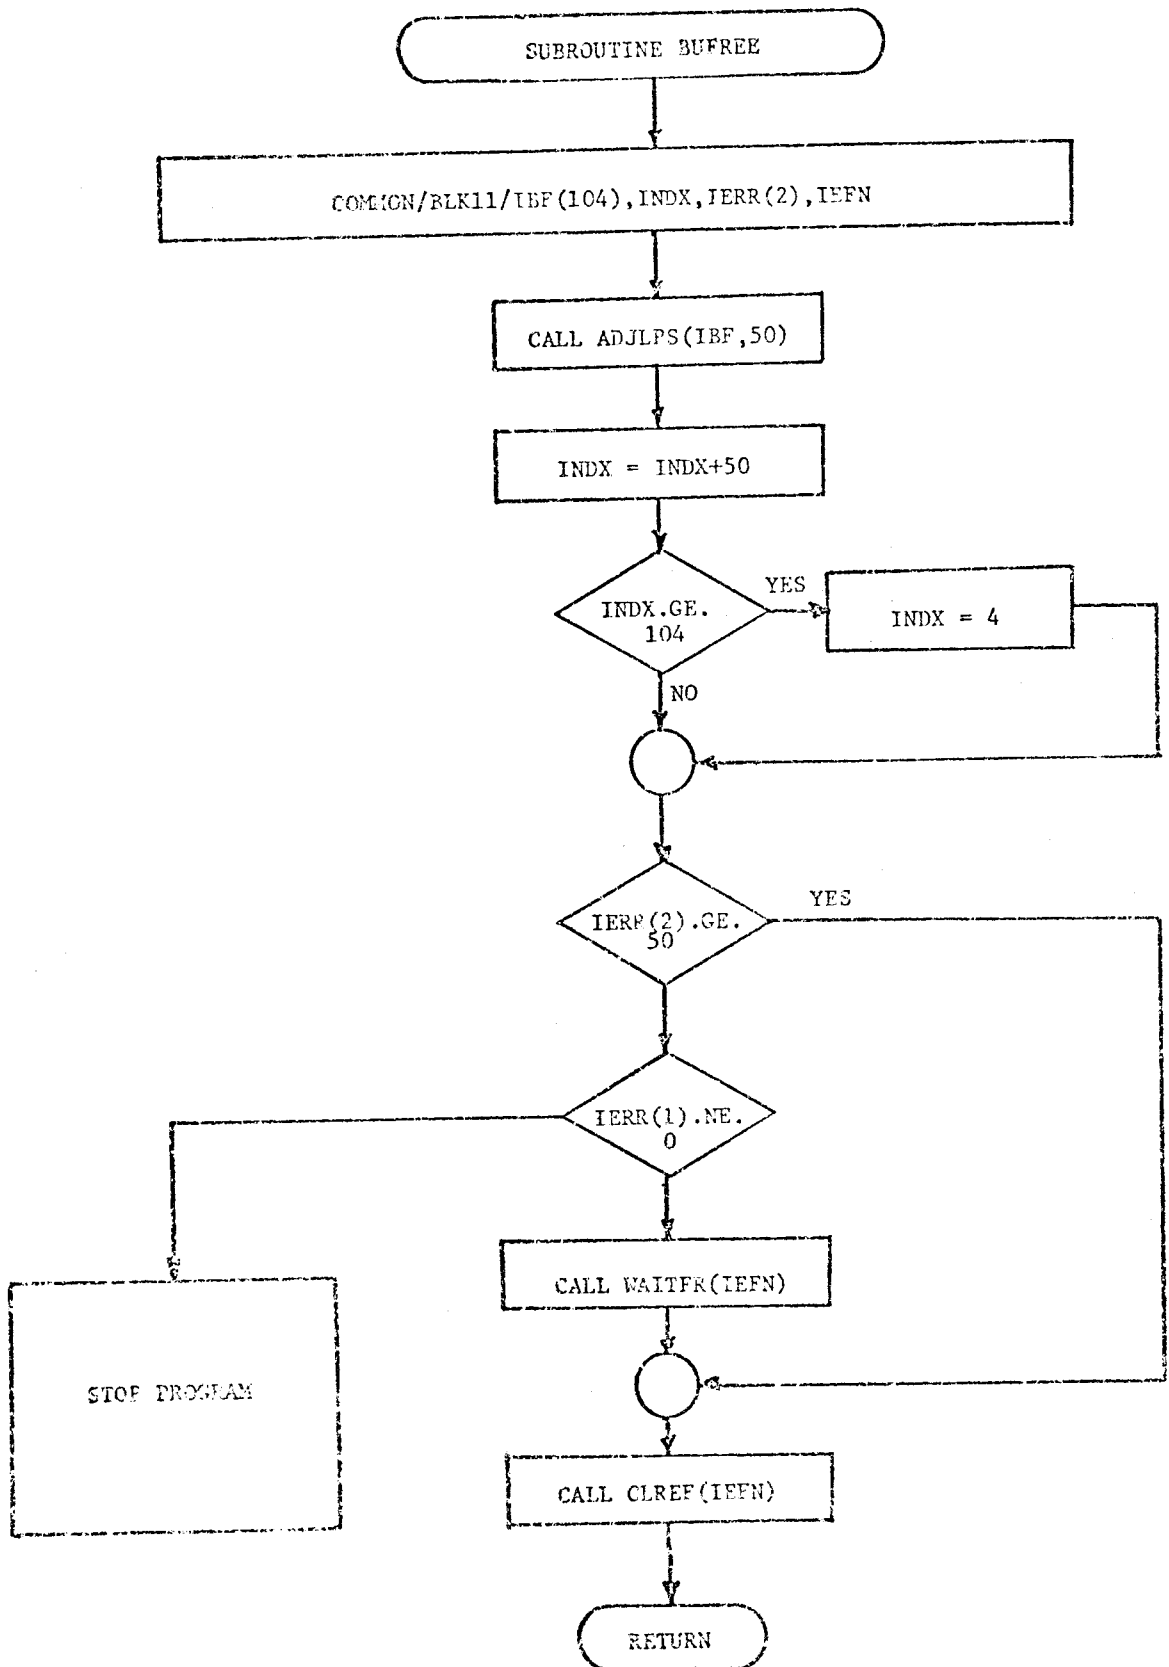 SUBROUTINE BUFREE
COMMON/BLK11/IBF(104),INDX,IERR(2),IEFN
CALL ADJLPS(IBF,50)
INDX = INDX+50
INDX.GE.
104
YES
INDX = 4
NO
IERR(2).GE.
50
YES
IERR(1).NE.
0
CALL WAITFR(IEFN)
STOP PROGRAM
CALL CLREF(IEFN)
RETURN